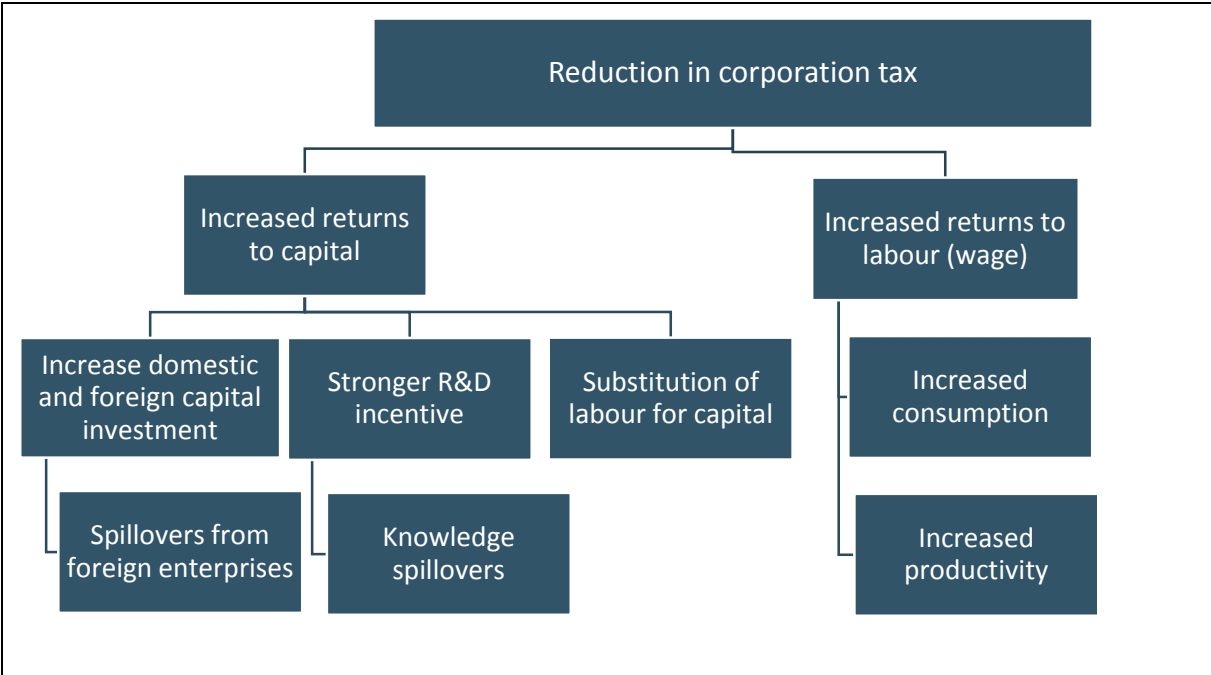 Reduction in corporation tax
Increased returns
to capital
Increased returns to
labour (wage)
Increase domestic
and foreign capital
investment
Stronger R&D
incentive
Substitution of
labour for capital
Increased
consumption
Spillovers from
foreign enterprises
Knowledge
spillovers
Increased
productivity